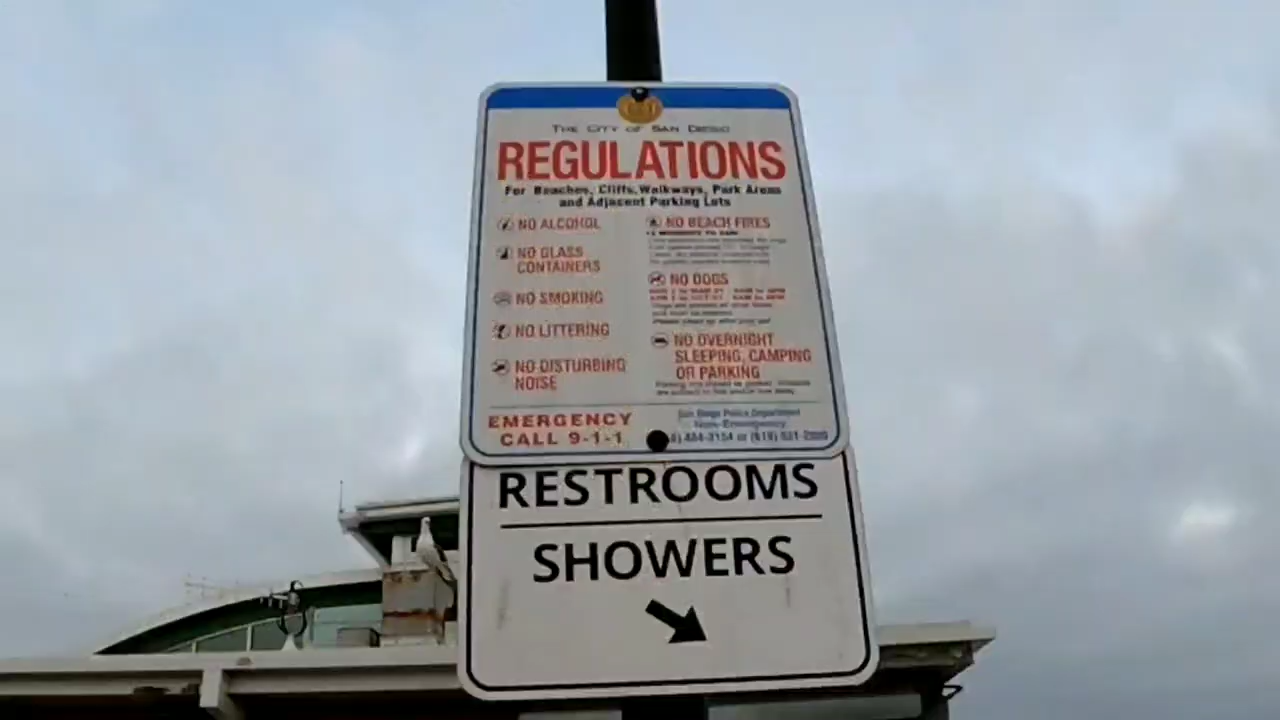 THE CITY OF SAN DIEGO
REGULATIONS
For Beaches, Cliffs, Walkways, Park Areas
and Adjacent Parking Lots
NO ALCOHOL
NO GLASS
CONTAINERS
NO SMOKING
NO LITTERING
NO DISTURBING
NOISE
NO BEACH FIRES
NO DOGS
NO OVERNIGHT
SLEEPING, CAMPING
OR PARKING
EMERGENCY
CALL 9-1-1
San Diego Police Department
Non-Emergency
RESTROOMS
SHOWERS